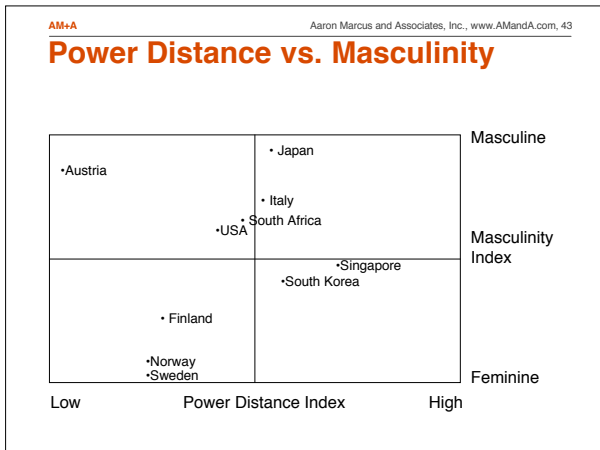 AM+A
Aaron Marcus and Associates, Inc., www.AMandA.com, 43
Power Distance vs. Masculinity
Masculine
• Japan
•Austria
• Italy
• South Africa
•USA
Masculinity
Index
•Singapore
•South Korea
• Finland
•Norway
•Sweden
Feminine
Low
Power Distance Index
High